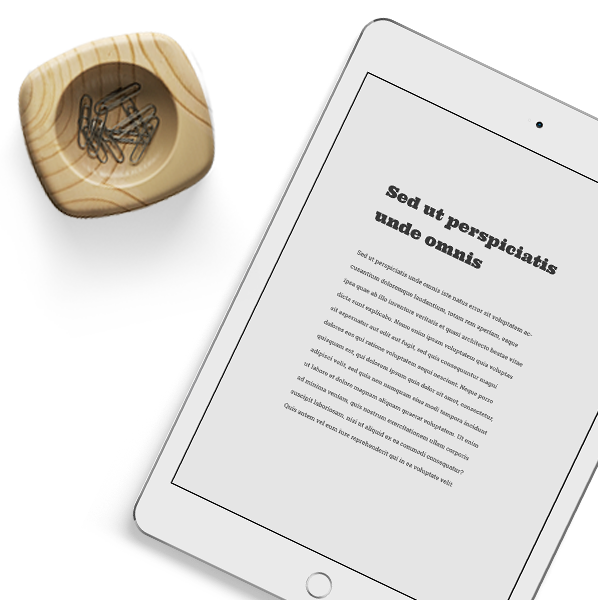 Sed ut perspiciatis
unde omnis
Sed ut perspiciatis unde omnis iste natus error sit voluptatem ac-
cusantium doloremque laudantium, totam rem aperiam, eaque
ipsa quae ab illo inventore veritatis et quasi architecto beatae vitae
dicta sunt explicabo. Nemo enim ipsam voluptatem quia voluptas
sit aspernatur aut odit aut fugit, sed quia consequuntur magni
dolores eos qui ratione voluptatem sequi nesciunt. Neque porro
quisquam est, qui dolorem ipsum quia dolor sit amet, consectetur,
adipisci velit, sed quia non numquam eius modi tempora incidunt
ut labore et dolore magnam aliquam quaerat voluptatem. Ut enim
ad minima veniam, quis nostrum exercitationem ullam corporis
suscipit laboriosam, nisi ut aliquid ex ea commodi consequatur?
Quis autem vel eum iure reprehenderit qui in ea voluptate velit